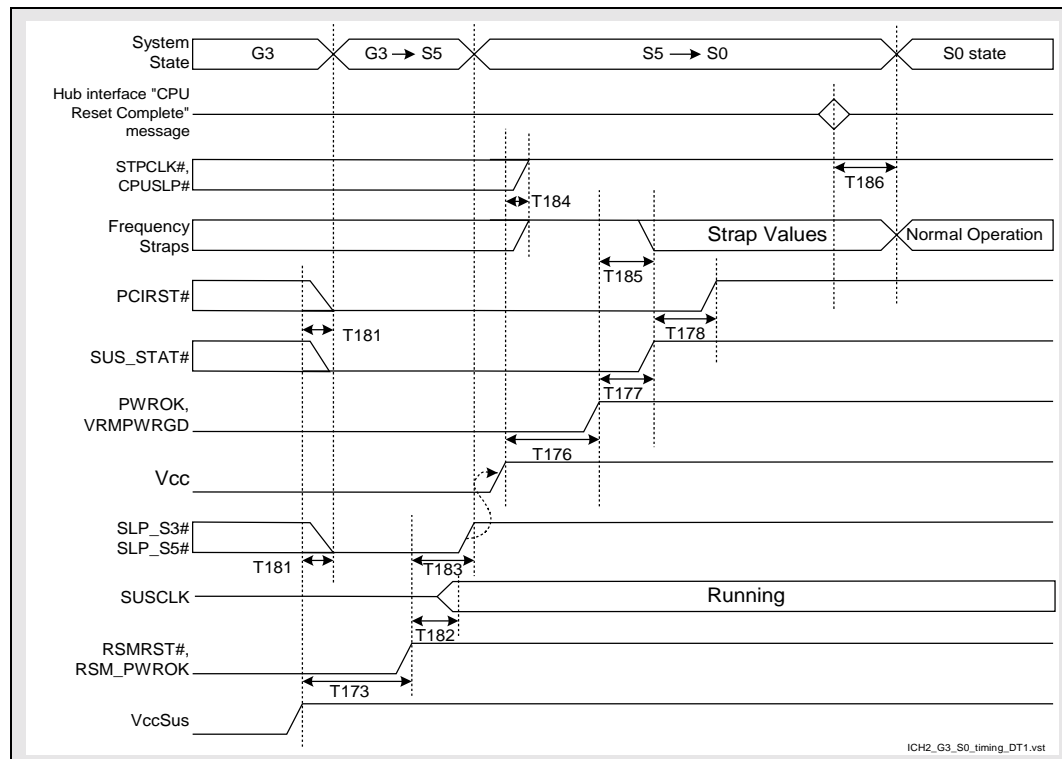 System
State
G3
G3 → S5
S5 → S0
S0 state
Hub interface "CPU
Reset Complete"
message
STPCLK#,
CPUSLP#
T184
T186
Frequency
Straps
Strap Values
Normal Operation
T185
PCIRST#
T181
T178
SUS_STAT#
T177
PWROK,
VRMPWRGD
T176
Vcc
SLP_S3#
SLP_S5#
T181
T183
SUSCLK
Running
T182
RSMRST#,
RSM_PWROK
T173
VccSus
ICH2_G3_S0_timing_DT1.vst